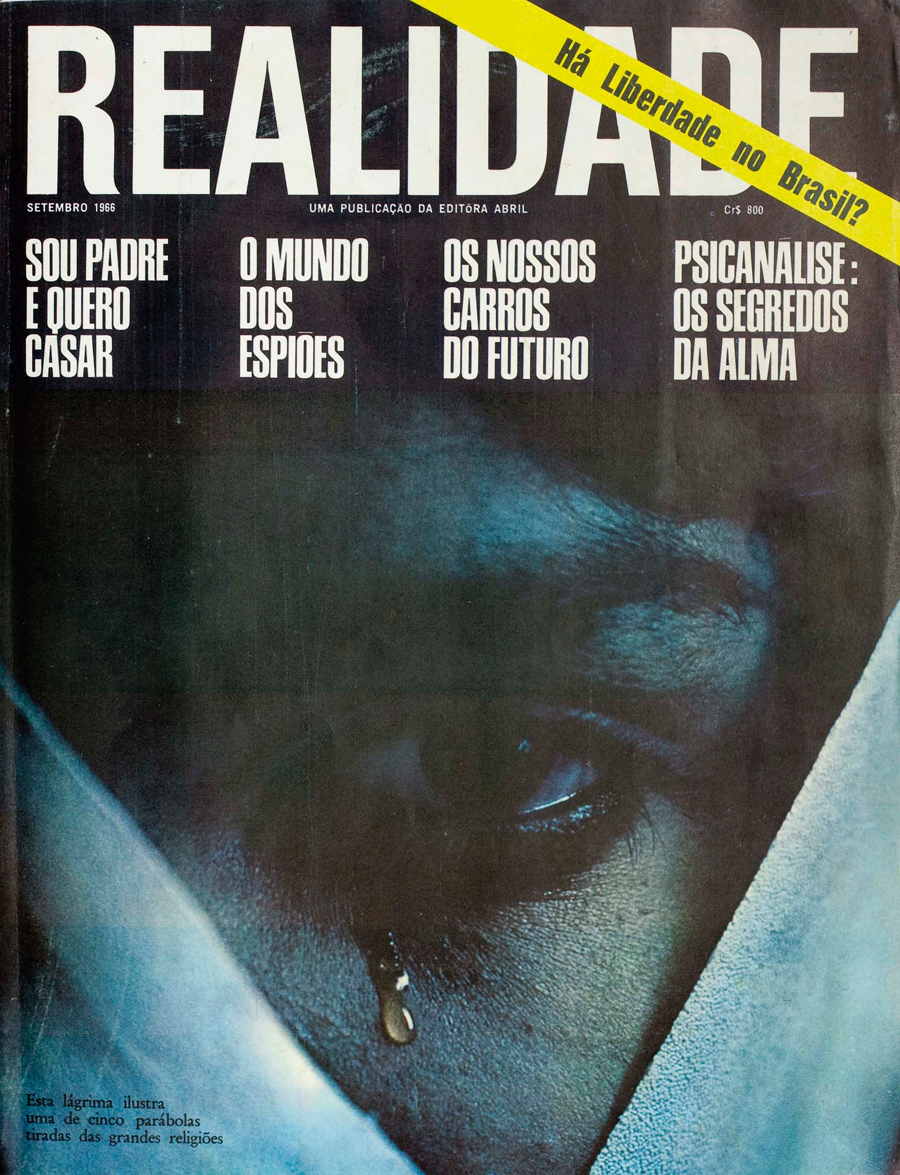 REALIDADE
Há Liberdade no Brasil?
SETEMBRO 1966
UMA PUBLICAÇÃO DA EDITÔRA ABRIL
Cr$ 800
SOU PADRE
E QUERO
CASAR
O MUNDO
DOS
ESPIÕES
OS NOSSOS
CARROS
DO FUTURO
PSICANÁLISE:
OS SEGREDOS
DA ALMA
Esta lágrima ilustra
uma de cinco parábolas
tiradas das grandes religiões